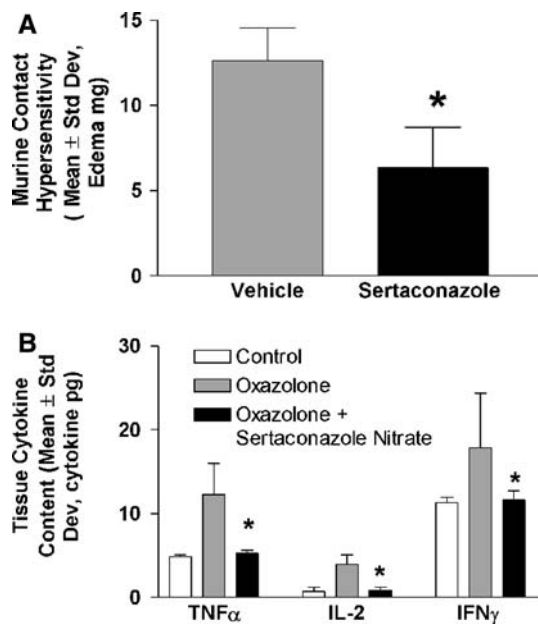 A
Murine Contact
Hypersensitivity
( Mean ± Std Dev,
Edema mg)
15
10
5
0
*
Vehicle
Sertaconazole
B
Tissue Cytokine
Content (Mean ± Std
Dev, cytokine pg)
30
20
10
0
Control
Oxazolone
Oxazolone +
Sertaconazole Nitrate
*
*
*
TNFα
IL-2
IFNγ